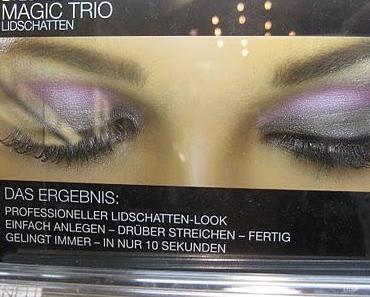 MAGIC TRIO
LIDSCHATTEN
DAS ERGEBNIS:
PROFESSIONELLER LIDSCHATTEN-LOOK
EINFACH ANLEGEN – DRÜBER STREICHEN – FERTIG
GELINGT IMMER – IN NUR 10 SEKUNDEN